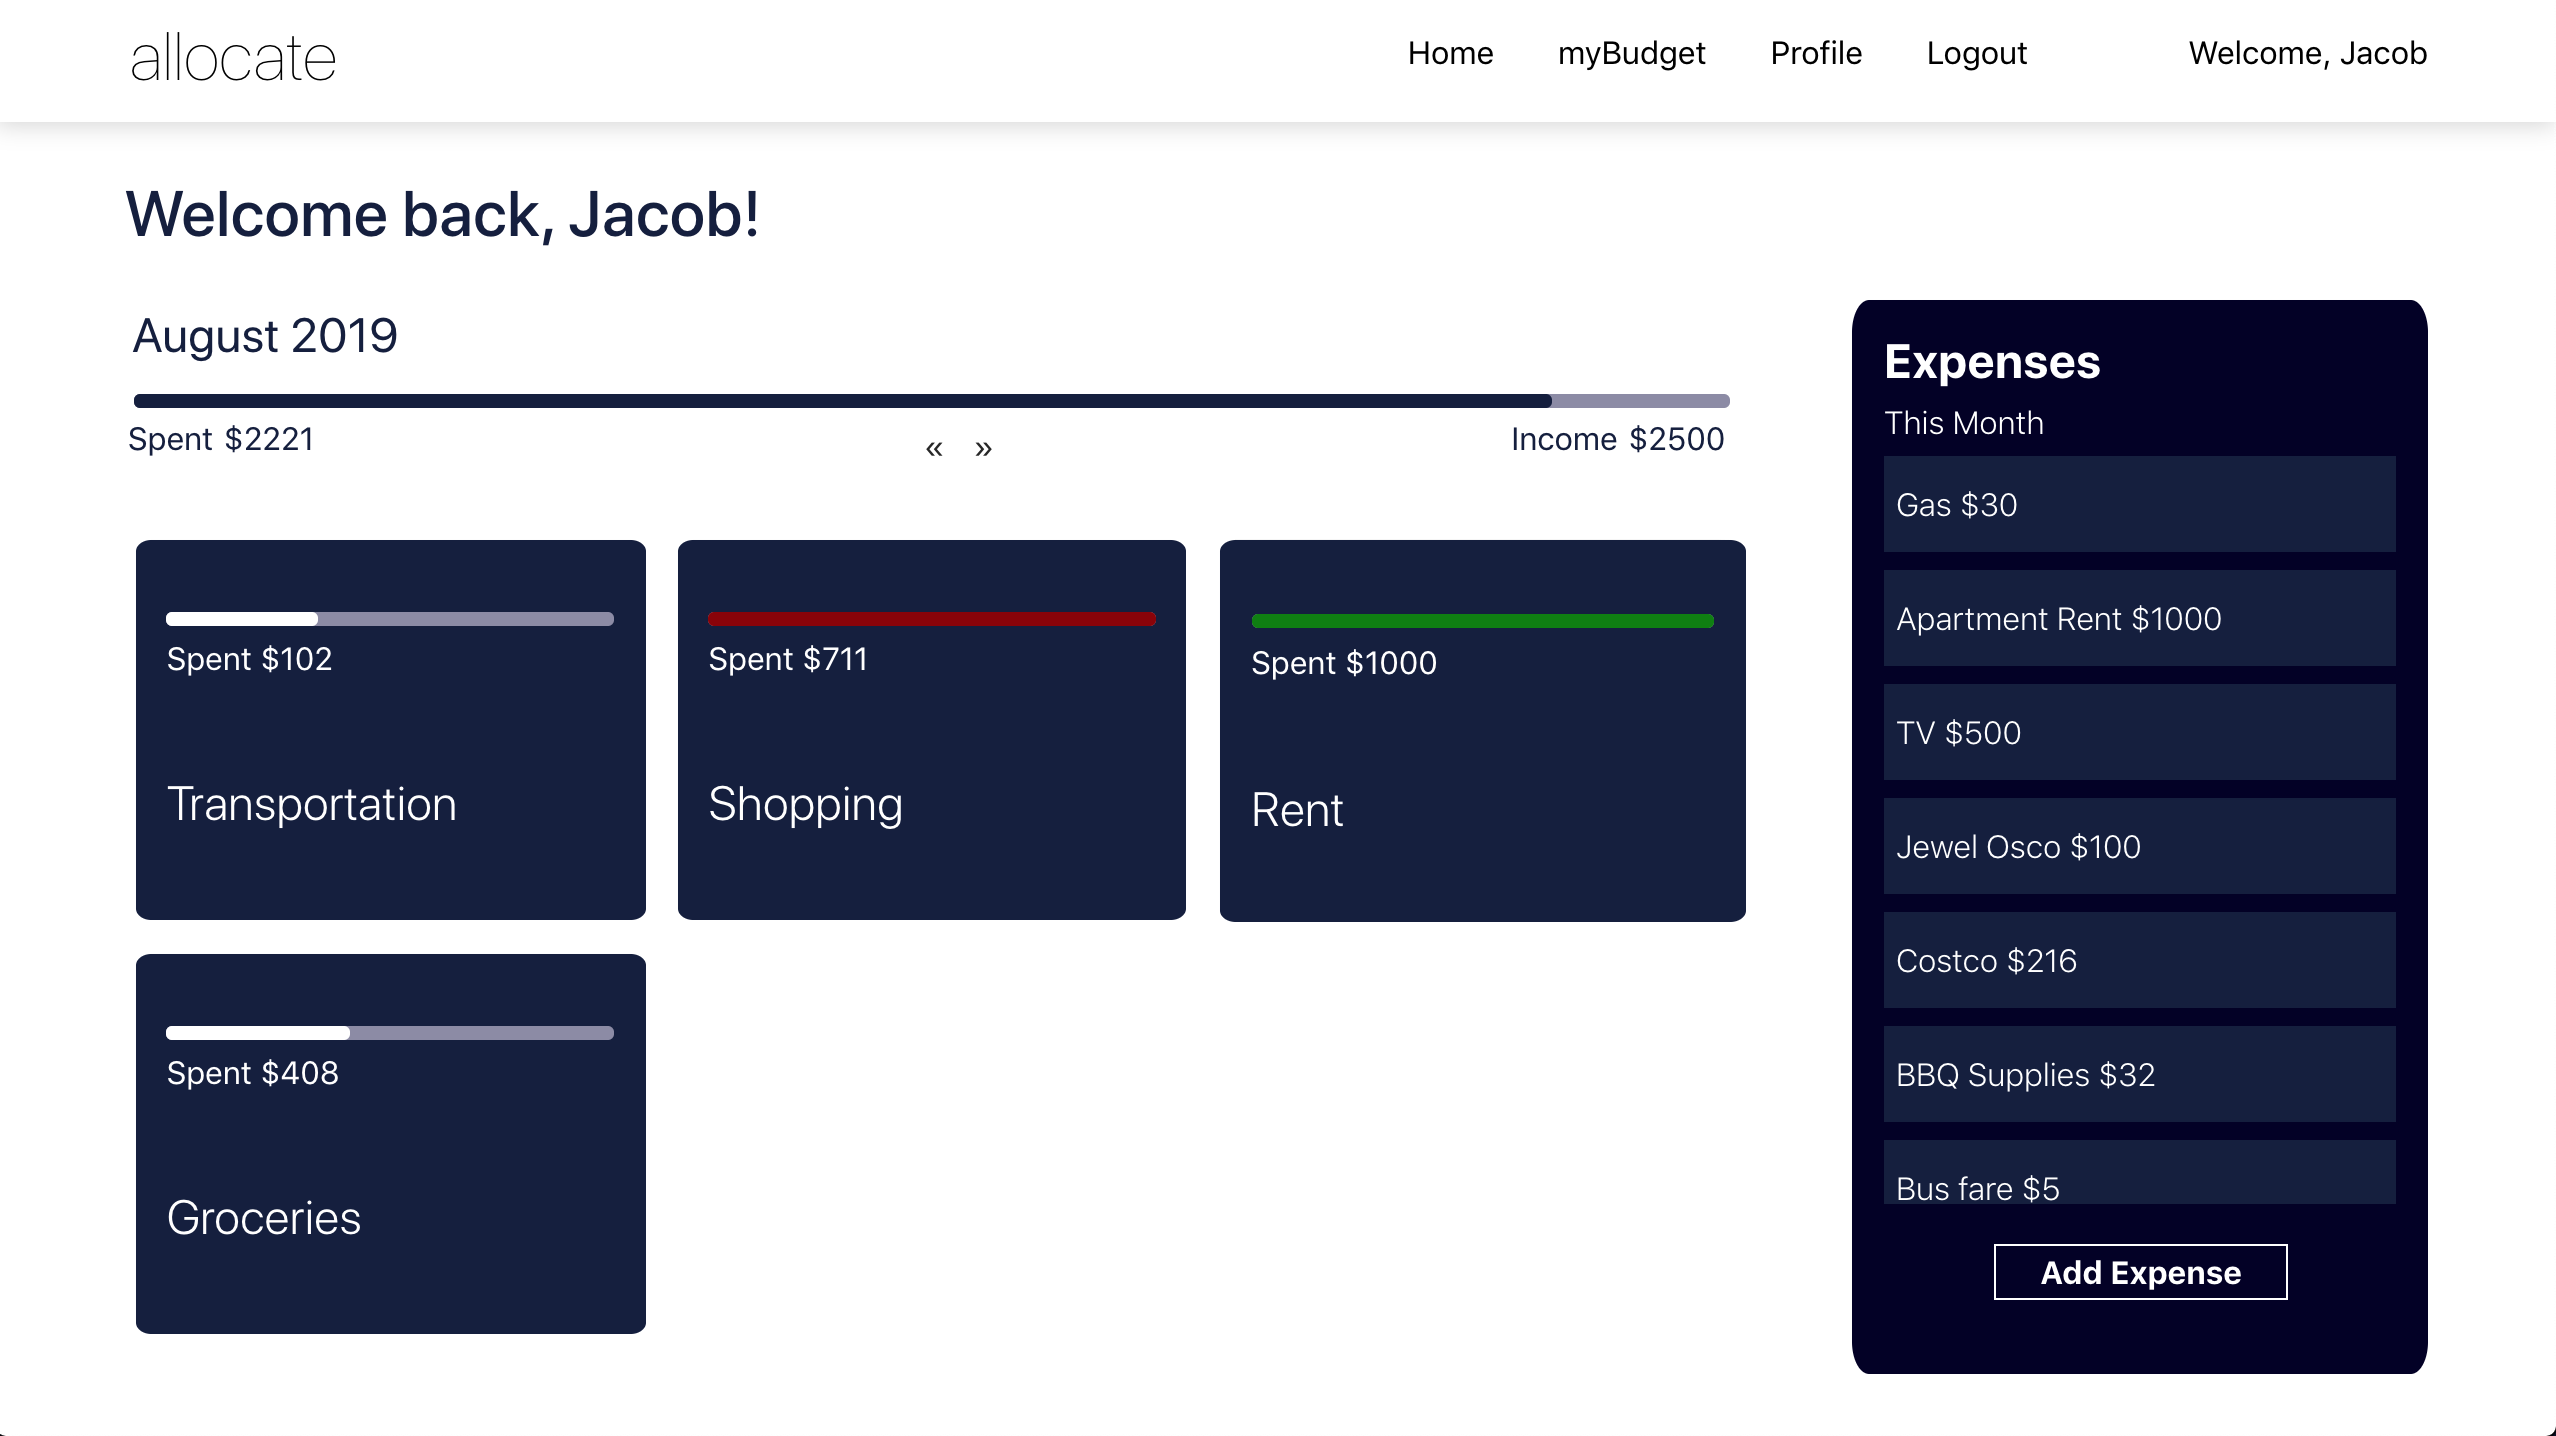 allocate
Home myBudget Profile Logout Welcome, Jacob
Welcome back, Jacob!
August 2019
Spent $2221 « » Income $2500
Spent $102
Transportation
Spent $711
Shopping
Spent $1000
Rent
Spent $408
Groceries
Expenses
This Month
Gas $30
Apartment Rent $1000
TV $500
Jewel Osco $100
Costco $216
BBQ Supplies $32
Bus fare $5
Add Expense